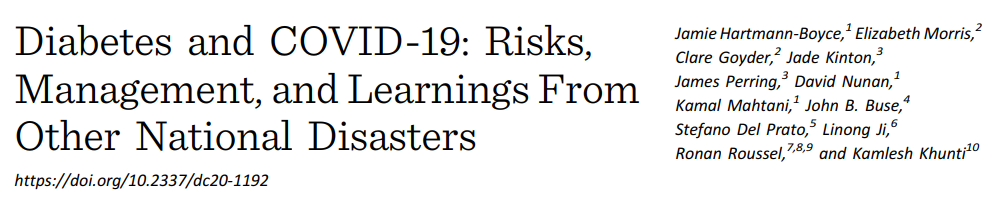 Diabetes and COVID-19: Risks,
Management, and Learnings From
Other National Disasters
https://doi.org/10.2337/dc20-1192
Jamie Hartmann-Boyce,1 Elizabeth Morris,2
Clare Goyder,2 Jade Kinton,3
James Perring,3 David Nunan,1
Kamal Mahtani,1 John B. Buse,4
Stefano Del Prato,5 Linong Ji,6
Ronan Roussel,7,8,9 and Kamlesh Khunti10